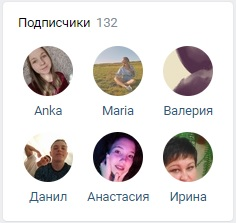 Подписчики 132
Anka Maria Валерия
Данил Анастасия Ирина